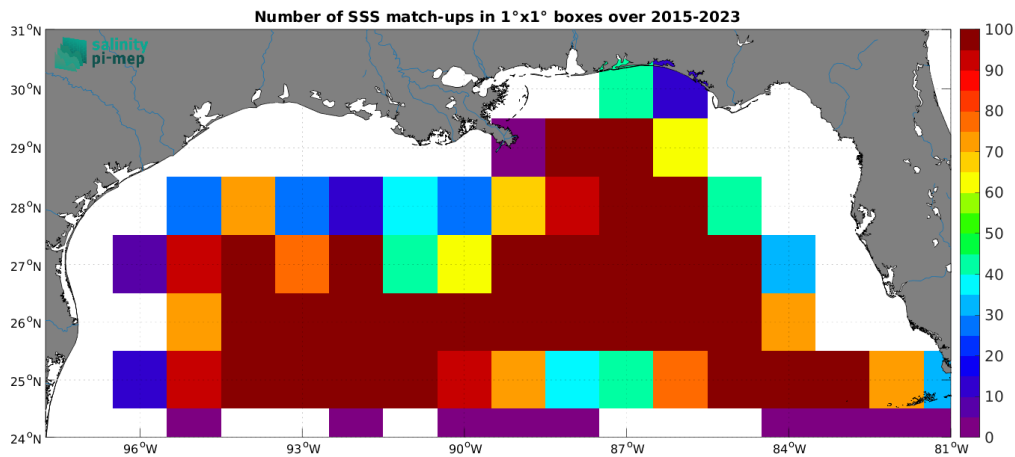 Number of SSS match-ups in 1°x1° boxes over 2015-2023
salinity
pi-mep
31°N
30°N
29°N
28°N
27°N
26°N
25°N
24°N
96°W
93°W
90°W
87°W
84°W
81°W
100
90
80
70
60
50
40
30
20
10
0